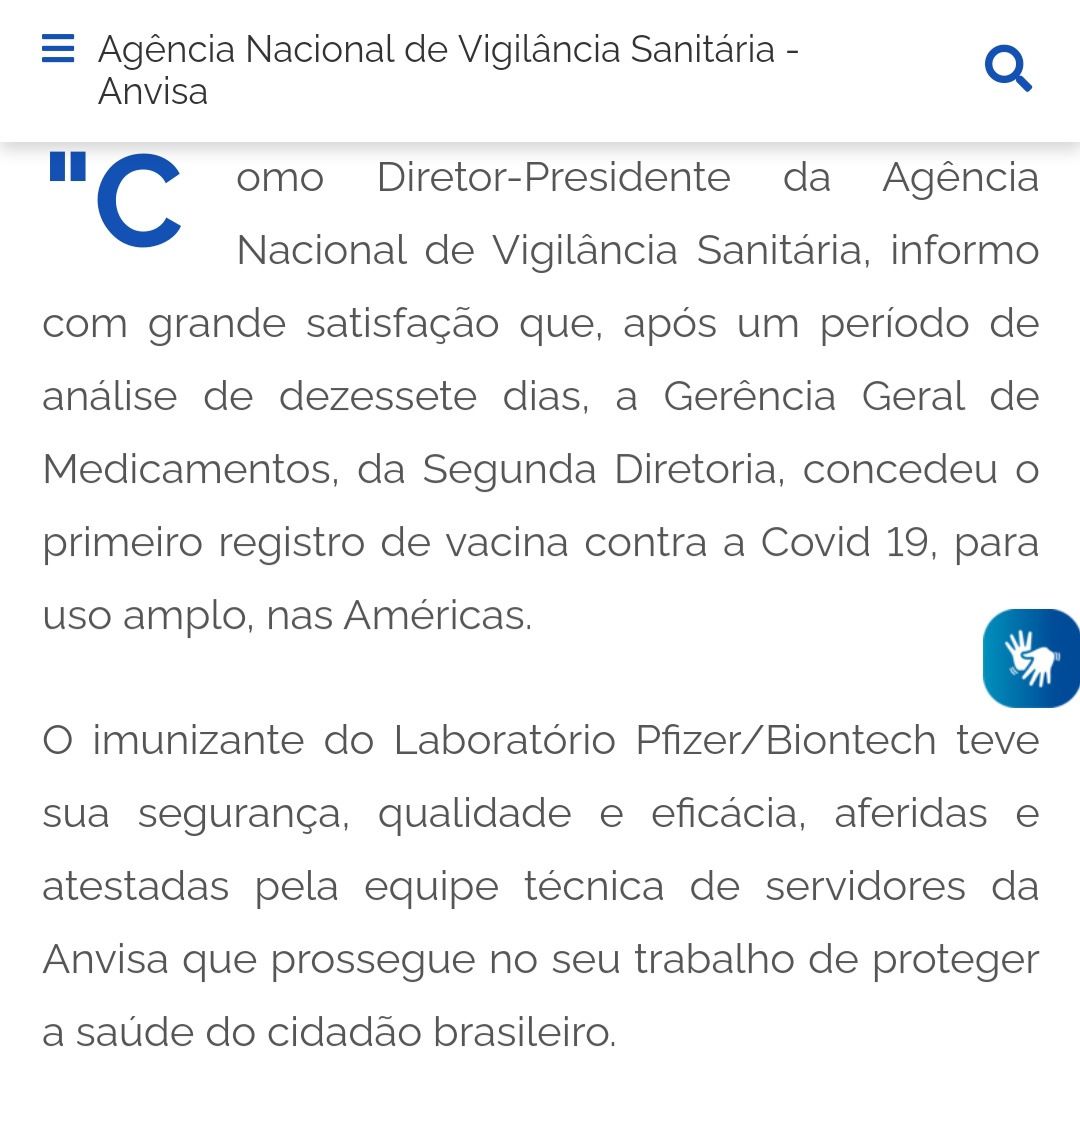 Agência Nacional de Vigilância Sanitária -
Anvisa
"Como Diretor-Presidente da Agência
Nacional de Vigilância Sanitária, informo
com grande satisfação que, após um período de
análise de dezessete dias, a Gerência Geral de
Medicamentos, da Segunda Diretoria, concedeu o
primeiro registro de vacina contra a Covid 19, para
uso amplo, nas Américas.
O imunizante do Laboratório Pfizer/Biontech teve
sua segurança, qualidade e eficácia, aferidas e
atestadas pela equipe técnica de servidores da
Anvisa que prossegue no seu trabalho de proteger
a saúde do cidadão brasileiro.